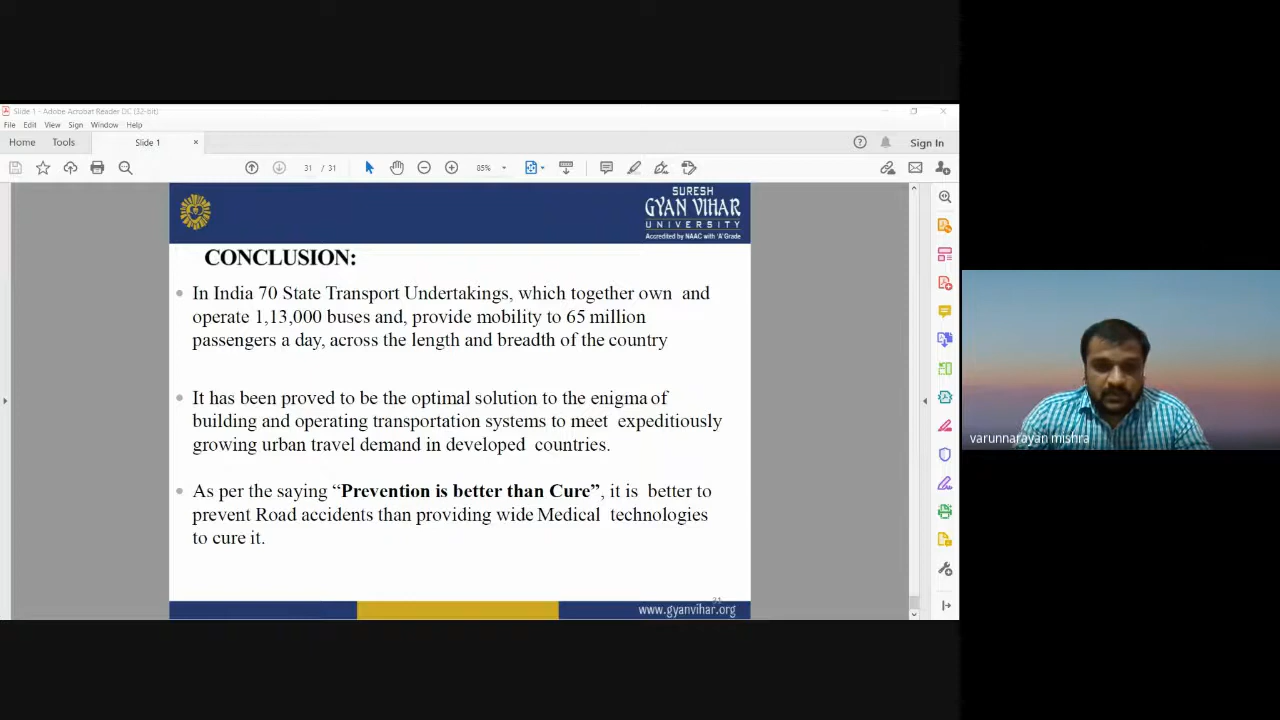 Slide 1 - Adobe Acrobat Reader DC (32-bit)
File Edit View Sign Window Help
Home Tools Slide 1 × Sign In
31 / 31 85%
SURESH
GYAN VIHAR
UNIVERSITY
Accredited by NAAC with 'A' Grade
CONCLUSION:
In India 70 State Transport Undertakings, which together own and
operate 1,13,000 buses and, provide mobility to 65 million
passengers a day, across the length and breadth of the country
It has been proved to be the optimal solution to the enigma of
building and operating transportation systems to meet expeditiously
growing urban travel demand in developed countries.
As per the saying “Prevention is better than Cure”, it is better to
prevent Road accidents than providing wide Medical technologies
to cure it.
31
www.gyanvihar.org
varunnarayan mishra